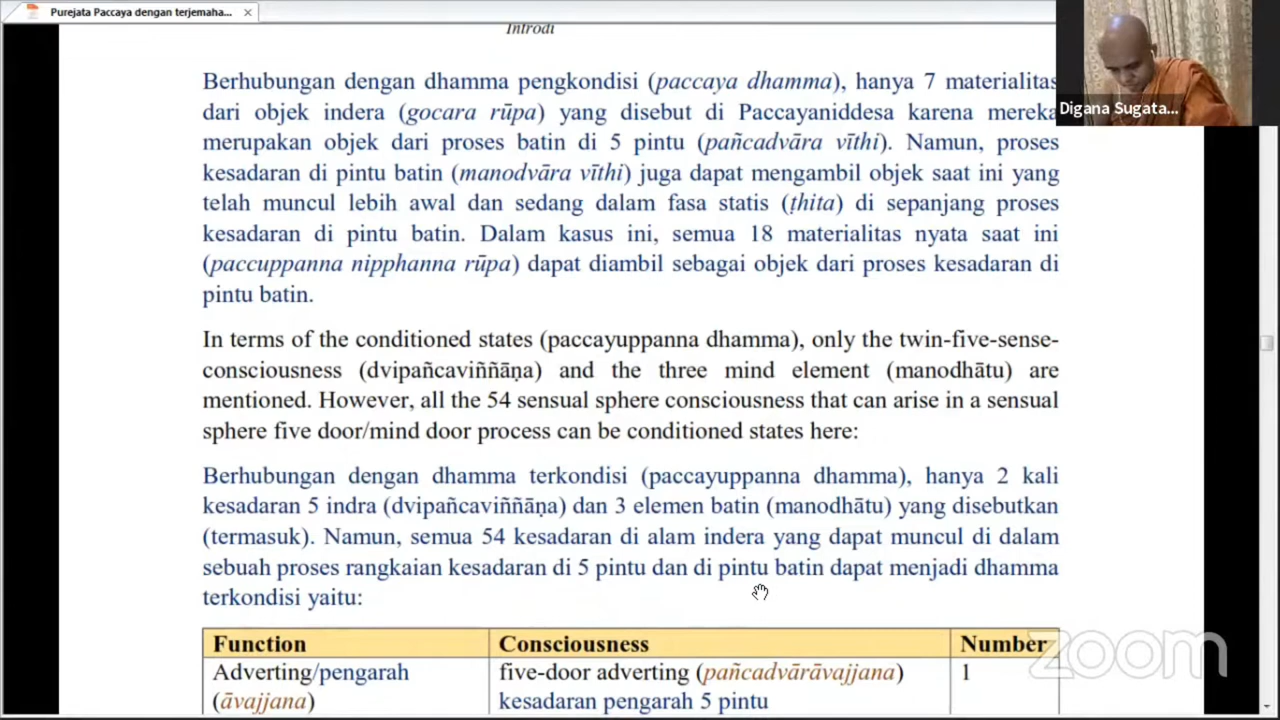 Purejata Paccaya dengan terjemaha...
Introdi
Berhubungan dengan dhamma pengkondisi (paccaya dhamma), hanya 7 materialitas
dari objek indera (gocara rūpa) yang disebut di Paccayaniddesa karena mereka
merupakan objek dari proses batin di 5 pintu (pañcadvāra vīthi). Namun, proses
kesadaran di pintu batin (manodvāra vīthi) juga dapat mengambil objek saat ini yang
telah muncul lebih awal dan sedang dalam fasa statis (ṭhita) di sepanjang proses
kesadaran di pintu batin. Dalam kasus ini, semua 18 materialitas nyata saat ini
(paccuppanna nipphanna rūpa) dapat diambil sebagai objek dari proses kesadaran di
pintu batin.
In terms of the conditioned states (paccayuppanna dhamma), only the twin-five-sense-
consciousness (dvipañcaviññāṇa) and the three mind element (manodhātu) are
mentioned. However, all the 54 sensual sphere consciousness that can arise in a sensual
sphere five door/mind door process can be conditioned states here:
Berhubungan dengan dhamma terkondisi (paccayuppanna dhamma), hanya 2 kali
kesadaran 5 indra (dvipañcaviññāṇa) dan 3 elemen batin (manodhātu) yang disebutkan
(termasuk). Namun, semua 54 kesadaran di alam indera yang dapat muncul di dalam
sebuah proses rangkaian kesadaran di 5 pintu dan di pintu batin dapat menjadi dhamma
terkondisi yaitu:
Function Consciousness Number
Adverting/pengarah five-door adverting (pañcadvārāvajjana) 1
(āvajjana) kesadaran pengarah 5 pintu
Digana Sugata...
zoom